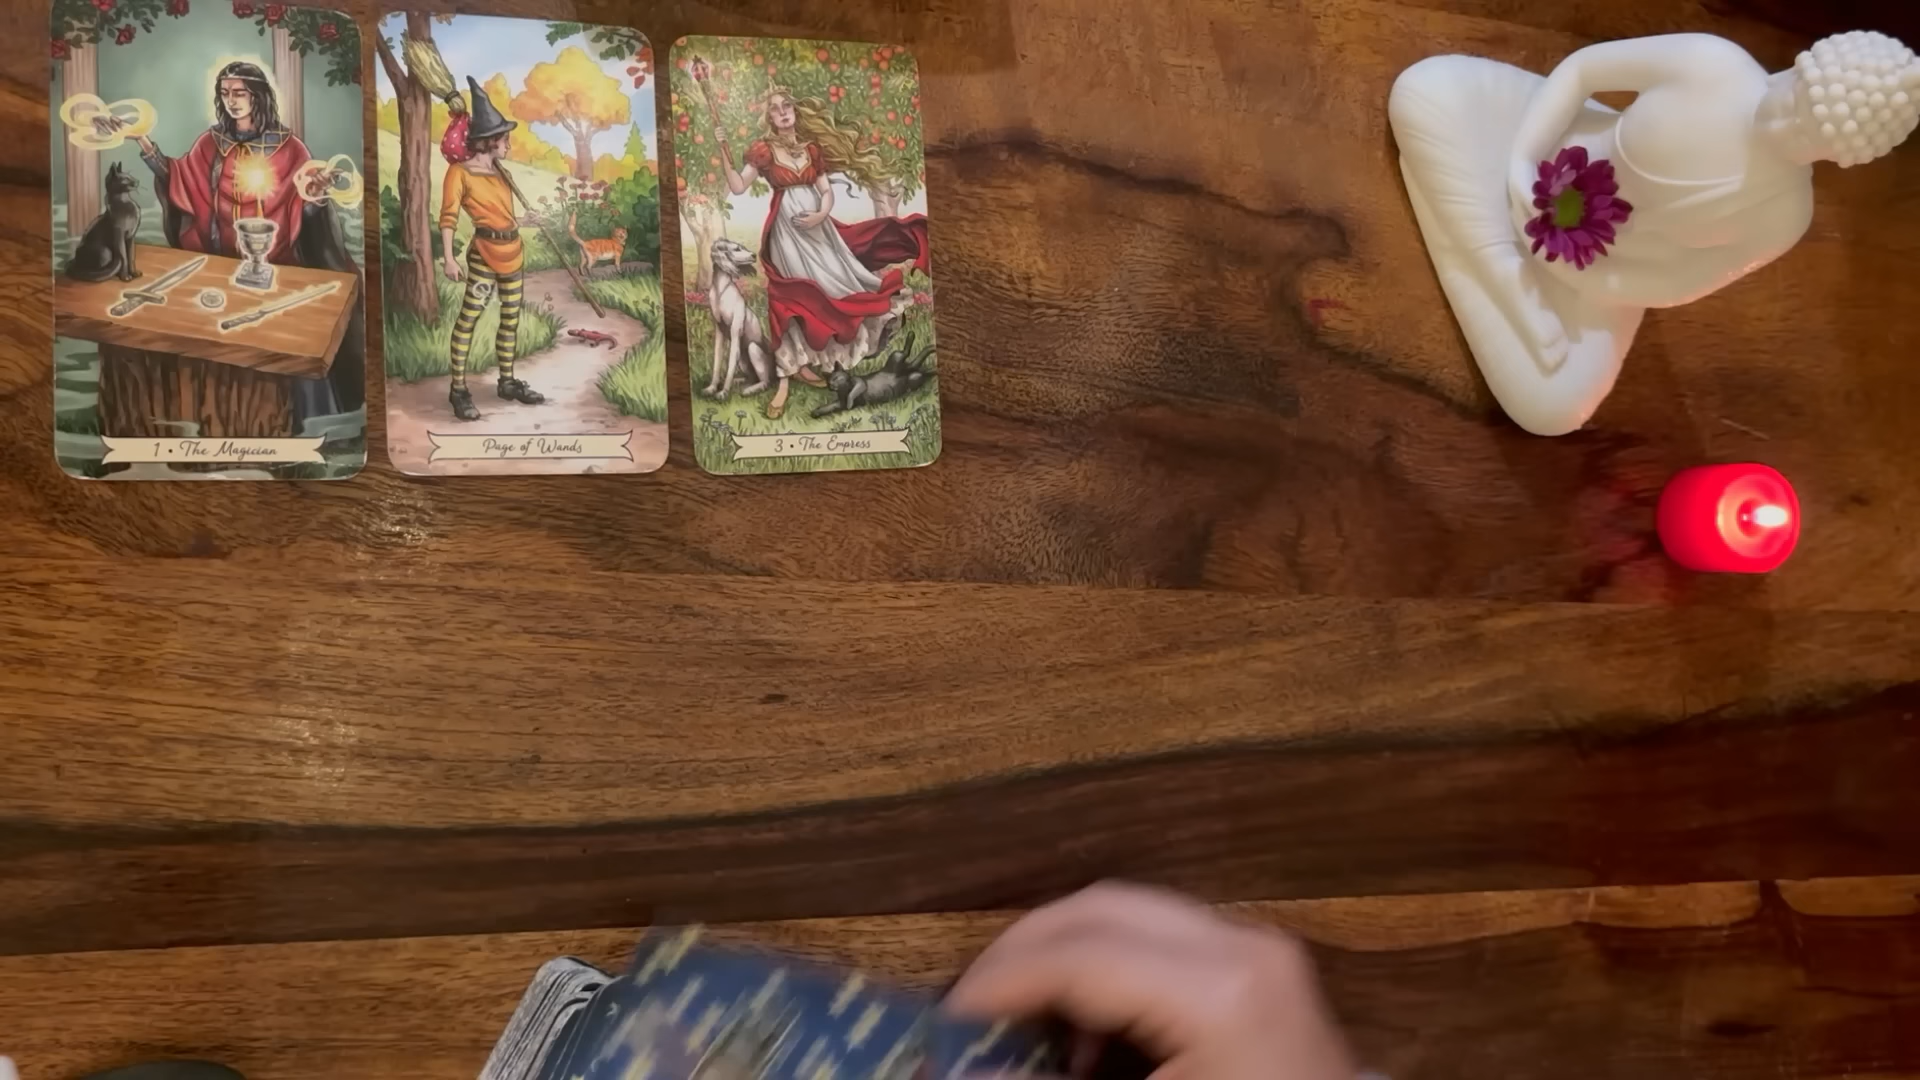 1 • The Magician
Page of Wands
3 • The Empress